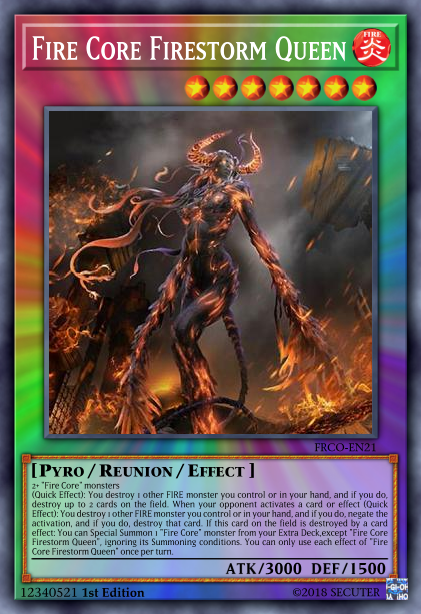 Fire Core Firestorm Queen
FIRE
炎
FRCO-EN21
[Pyro / Reunion / Effect ]
2+ "Fire Core" monsters
(Quick Effect): You destroy 1 other FIRE monster you control or in your hand, and if you do,
destroy up to 2 cards on the field. When your opponent activates a card or effect (Quick
Effect): You destroy 1 other FIRE monster you control or in your hand, and if you do, negate the
activation, and if you do, destroy that card. If this card on the field is destroyed by a card
effect: You can Special Summon 1 "Fire Core" monster from your Extra Deck,except "Fire Core
Firestorm Queen", ignoring its Summoning conditions. You can only use each effect of "Fire
Core Firestorm Queen" once per turn.
ATK/3000 DEF/1500
12340521 1st Edition
©2018 SECUTER